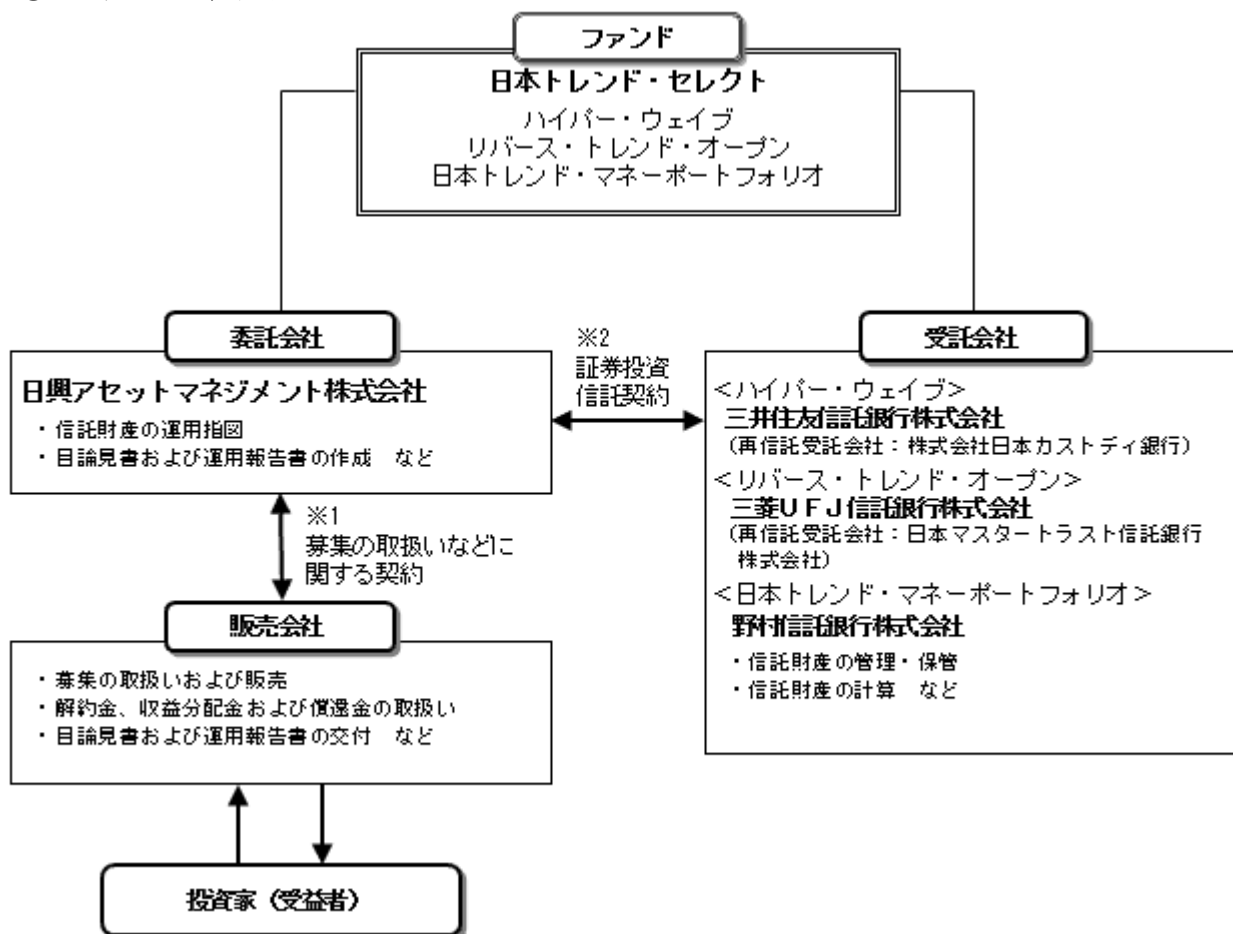 ファンド
日本トレンド・セレクト
ハイパー・ウェイブ
リバース・トレンド・オープン
日本トレンド・マネーポートフォリオ
委託会社
日興アセットマネジメント株式会社
・信託財産の運用指図
・目論見書および運用報告書の作成 など
※2
証券投資
信託契約
受託会社
<ハイパー・ウェイブ>
三井住友信託銀行株式会社
(再信託受託会社:株式会社日本カストディ銀行)
<リバース・トレンド・オープン>
三菱UFJ信託銀行株式会社
(再信託受託会社:日本マスタートラスト信託銀行
株式会社)
<日本トレンド・マネーポートフォリオ>
野村信託銀行株式会社
・信託財産の管理・保管
・信託財産の計算 など
※1
募集の取扱いなどに
関する契約
販売会社
・募集の取扱いおよび販売
・解約金、収益分配金および償還金の取扱い
・目論見書および運用報告書の交付 など
投資家(受益者)